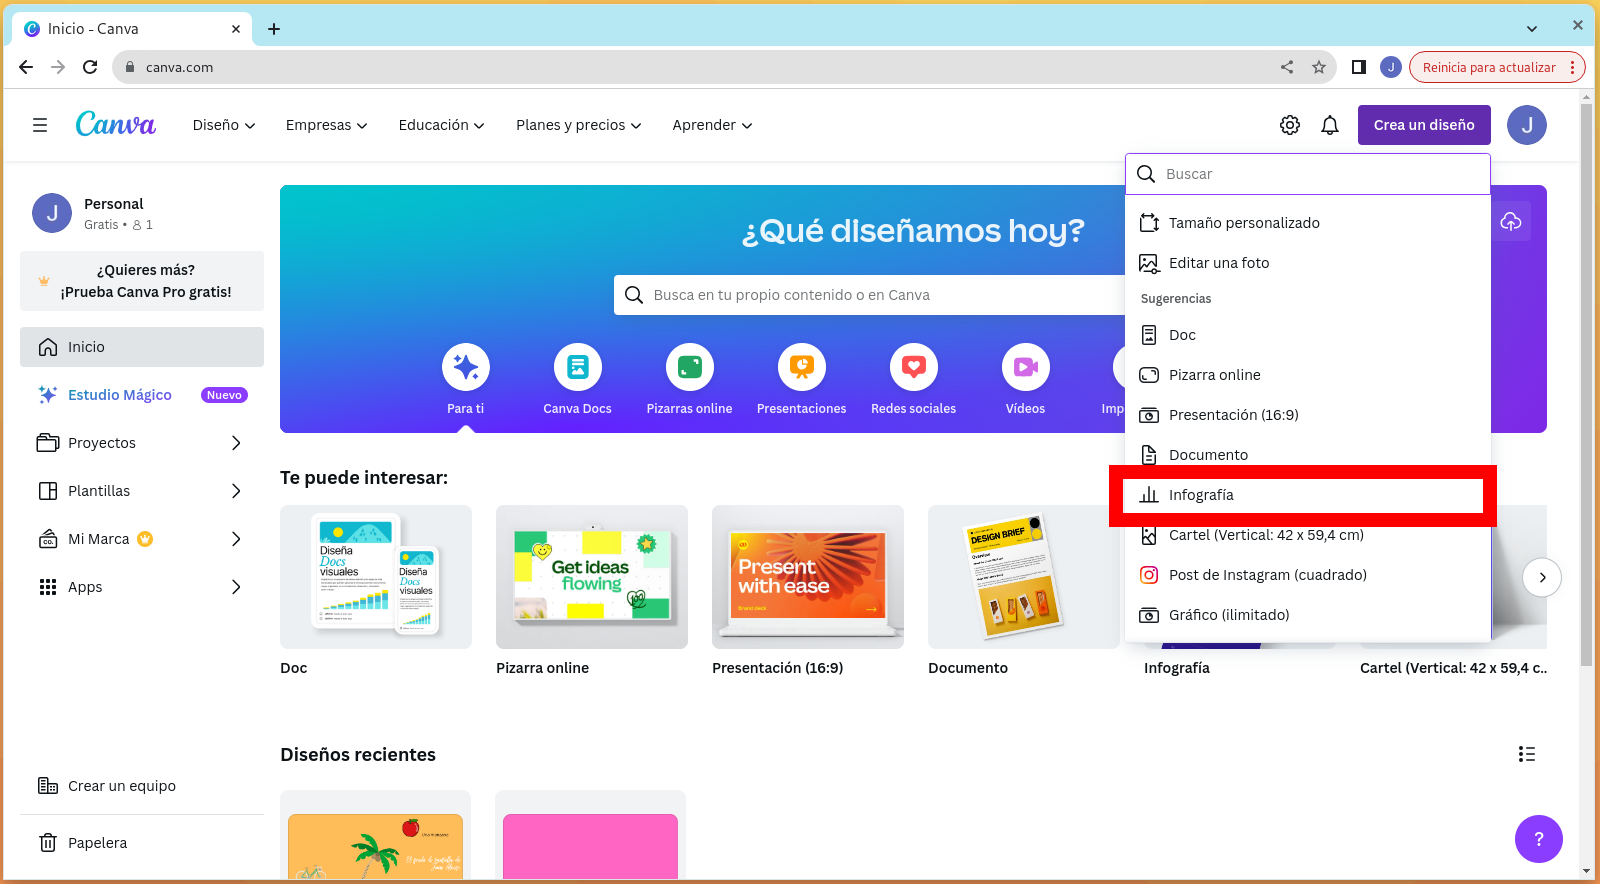 Inicio - Canva
canva.com
J
Reinicia para actualizar
Canva
Diseño
Empresas
Educación
Planes y precios
Aprender
Crea un diseño
J
J
Personal
Gratis • 1
¿Quieres más?
¡Prueba Canva Pro gratis!
Inicio
Estudio Mágico
Nuevo
Proyectos
Plantillas
CO.
Mi Marca
Apps
Crear un equipo
Papelera
¿Qué diseñamos hoy?
Busca en tu propio contenido o en Canva
Para ti
Canva Docs
Pizarras online
Presentaciones
Redes sociales
Vídeos
Imp
Buscar
Tamaño personalizado
Editar una foto
Sugerencias
Doc
Pizarra online
Presentación (16:9)
Documento
Infografía
Cartel (Vertical: 42 x 59,4 cm)
Post de Instagram (cuadrado)
Gráfico (ilimitado)
Te puede interesar:
Diseña
Docs
visuales
Diseña
Docs
visuales
Get ideas
flowing
Present
with ease
Brand deck
DESIGN BRIEF
Overview
Doc
Pizarra online
Presentación (16:9)
Documento
Infografía
Cartel (Vertical: 42 x 59,4 c..
Diseños recientes
Una manzana
?